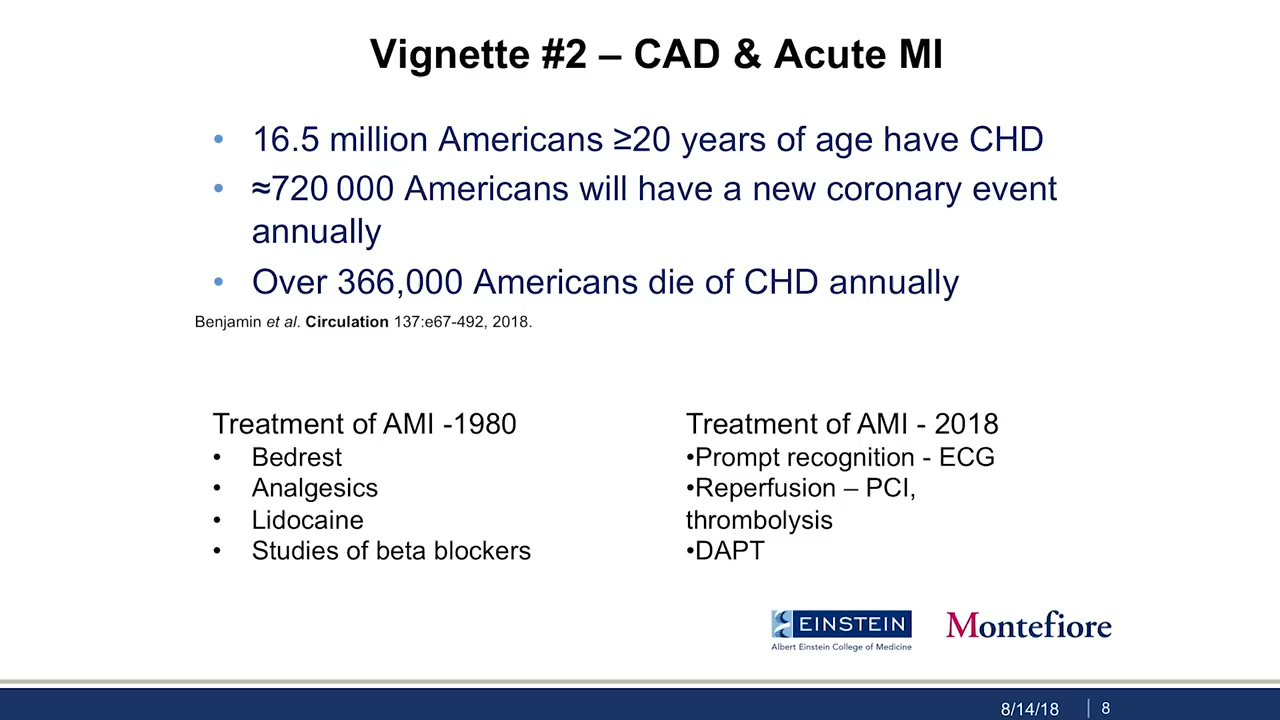 Vignette #2 – CAD & Acute MI
• 16.5 million Americans ≥20 years of age have CHD
• ≈720 000 Americans will have a new coronary event
annually
• Over 366,000 Americans die of CHD annually
Benjamin et al. Circulation 137:e67-492, 2018.
Treatment of AMI -1980
• Bedrest
• Analgesics
• Lidocaine
• Studies of beta blockers
Treatment of AMI - 2018
•Prompt recognition - ECG
•Reperfusion – PCI,
thrombolysis
•DAPT
EINSTEIN
Albert Einstein College of Medicine
Montefiore
8/14/18 | 8